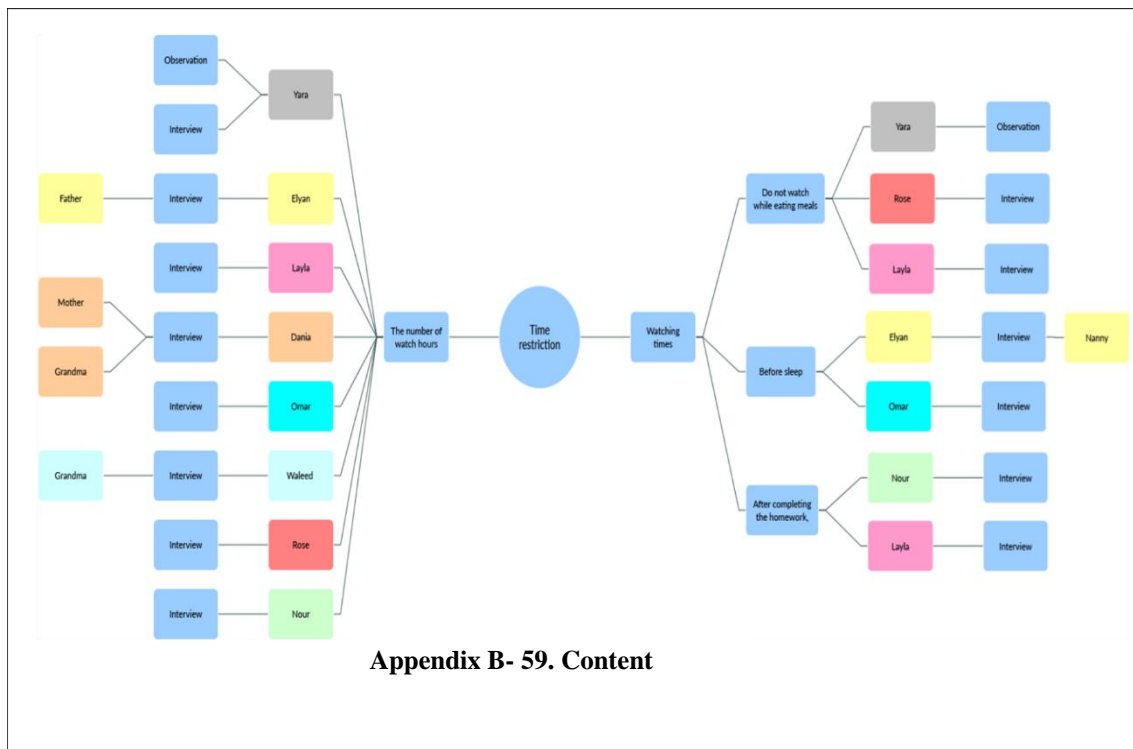 Observation
Yara
Interview
Father
Interview
Elyan
Interview
Layla
Mother
Interview
Dania
Grandma
Interview
Omar
Grandma
Interview
Waleed
Interview
Rose
Interview
Nour
The number of
watch hours
Time
restriction
Watching
times
Do not watch
while eating meals
Yara
Observation
Rose
Interview
Layla
Interview
Before sleep
Elyan
Interview
Nanny
Omar
Interview
After completing
the homework,
Nour
Interview
Layla
Interview
Appendix B- 59. Content